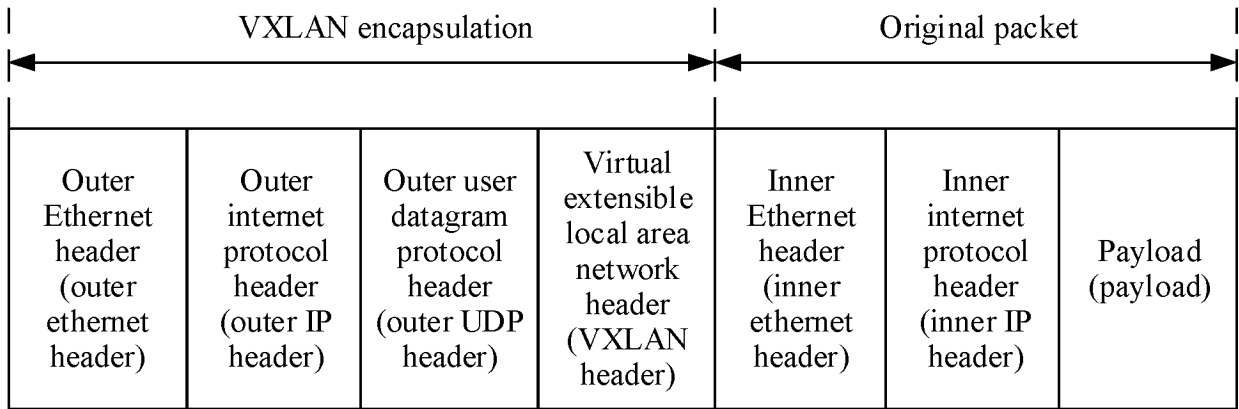 VXLAN encapsulation
Original packet
Outer
Ethernet
header
(outer
ethernet
header)
Outer
internet
protocol
header
(outer IP
header)
Outer user
datagram
protocol
header
(outer UDP
header)
Virtual
extensible
local area
network
header
(VXLAN
header)
Inner
Ethernet
header
(inner
ethernet
header)
Inner
internet
protocol
header
(inner IP
header)
Payload
(payload)